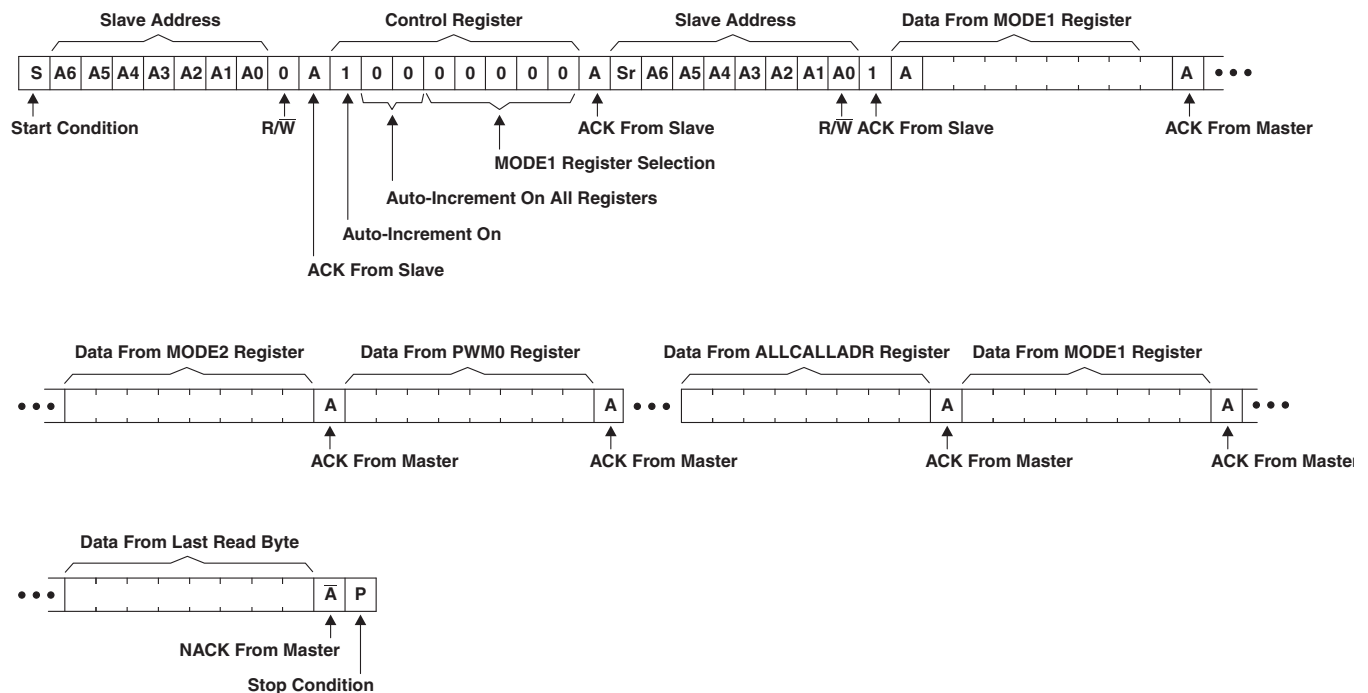 Slave Address Control Register Slave Address Data From MODE1 Register
S A6 A5 A4 A3 A2 A1 A0 0 A 1 0 0 0 0 0 0 0 A Sr A6 A5 A4 A3 A2 A1 A0 1 A A •••
Start Condition R/W̅ ACK From Slave R/W̅ ACK From Slave ACK From Master
MODE1 Register Selection
Auto-Increment On All Registers
Auto-Increment On
ACK From Slave
Data From MODE2 Register Data From PWM0 Register Data From ALLCALLADR Register Data From MODE1 Register
••• A A ••• A A •••
ACK From Master ACK From Master ACK From Master ACK From Master
Data From Last Read Byte
••• A̅ P
NACK From Master
Stop Condition